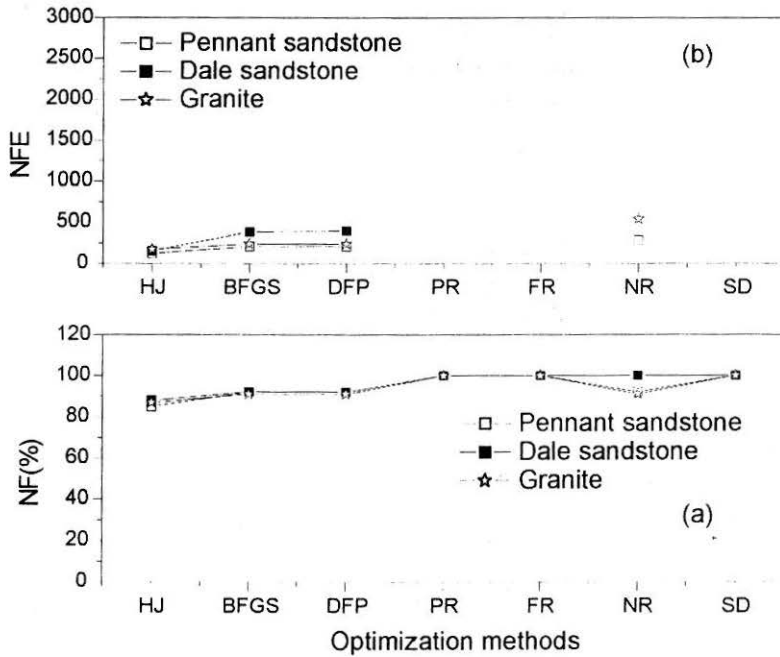 3000
2500
2000
1500
1000
500
0
NFE
Pennant sandstone
Dale sandstone
Granite
(b)
HJ BFGS DFP PR FR NR SD
120
100
80
60
40
20
0
NF(%)
Pennant sandstone
Dale sandstone
Granite
(a)
HJ BFGS DFP PR FR NR SD
Optimization methods